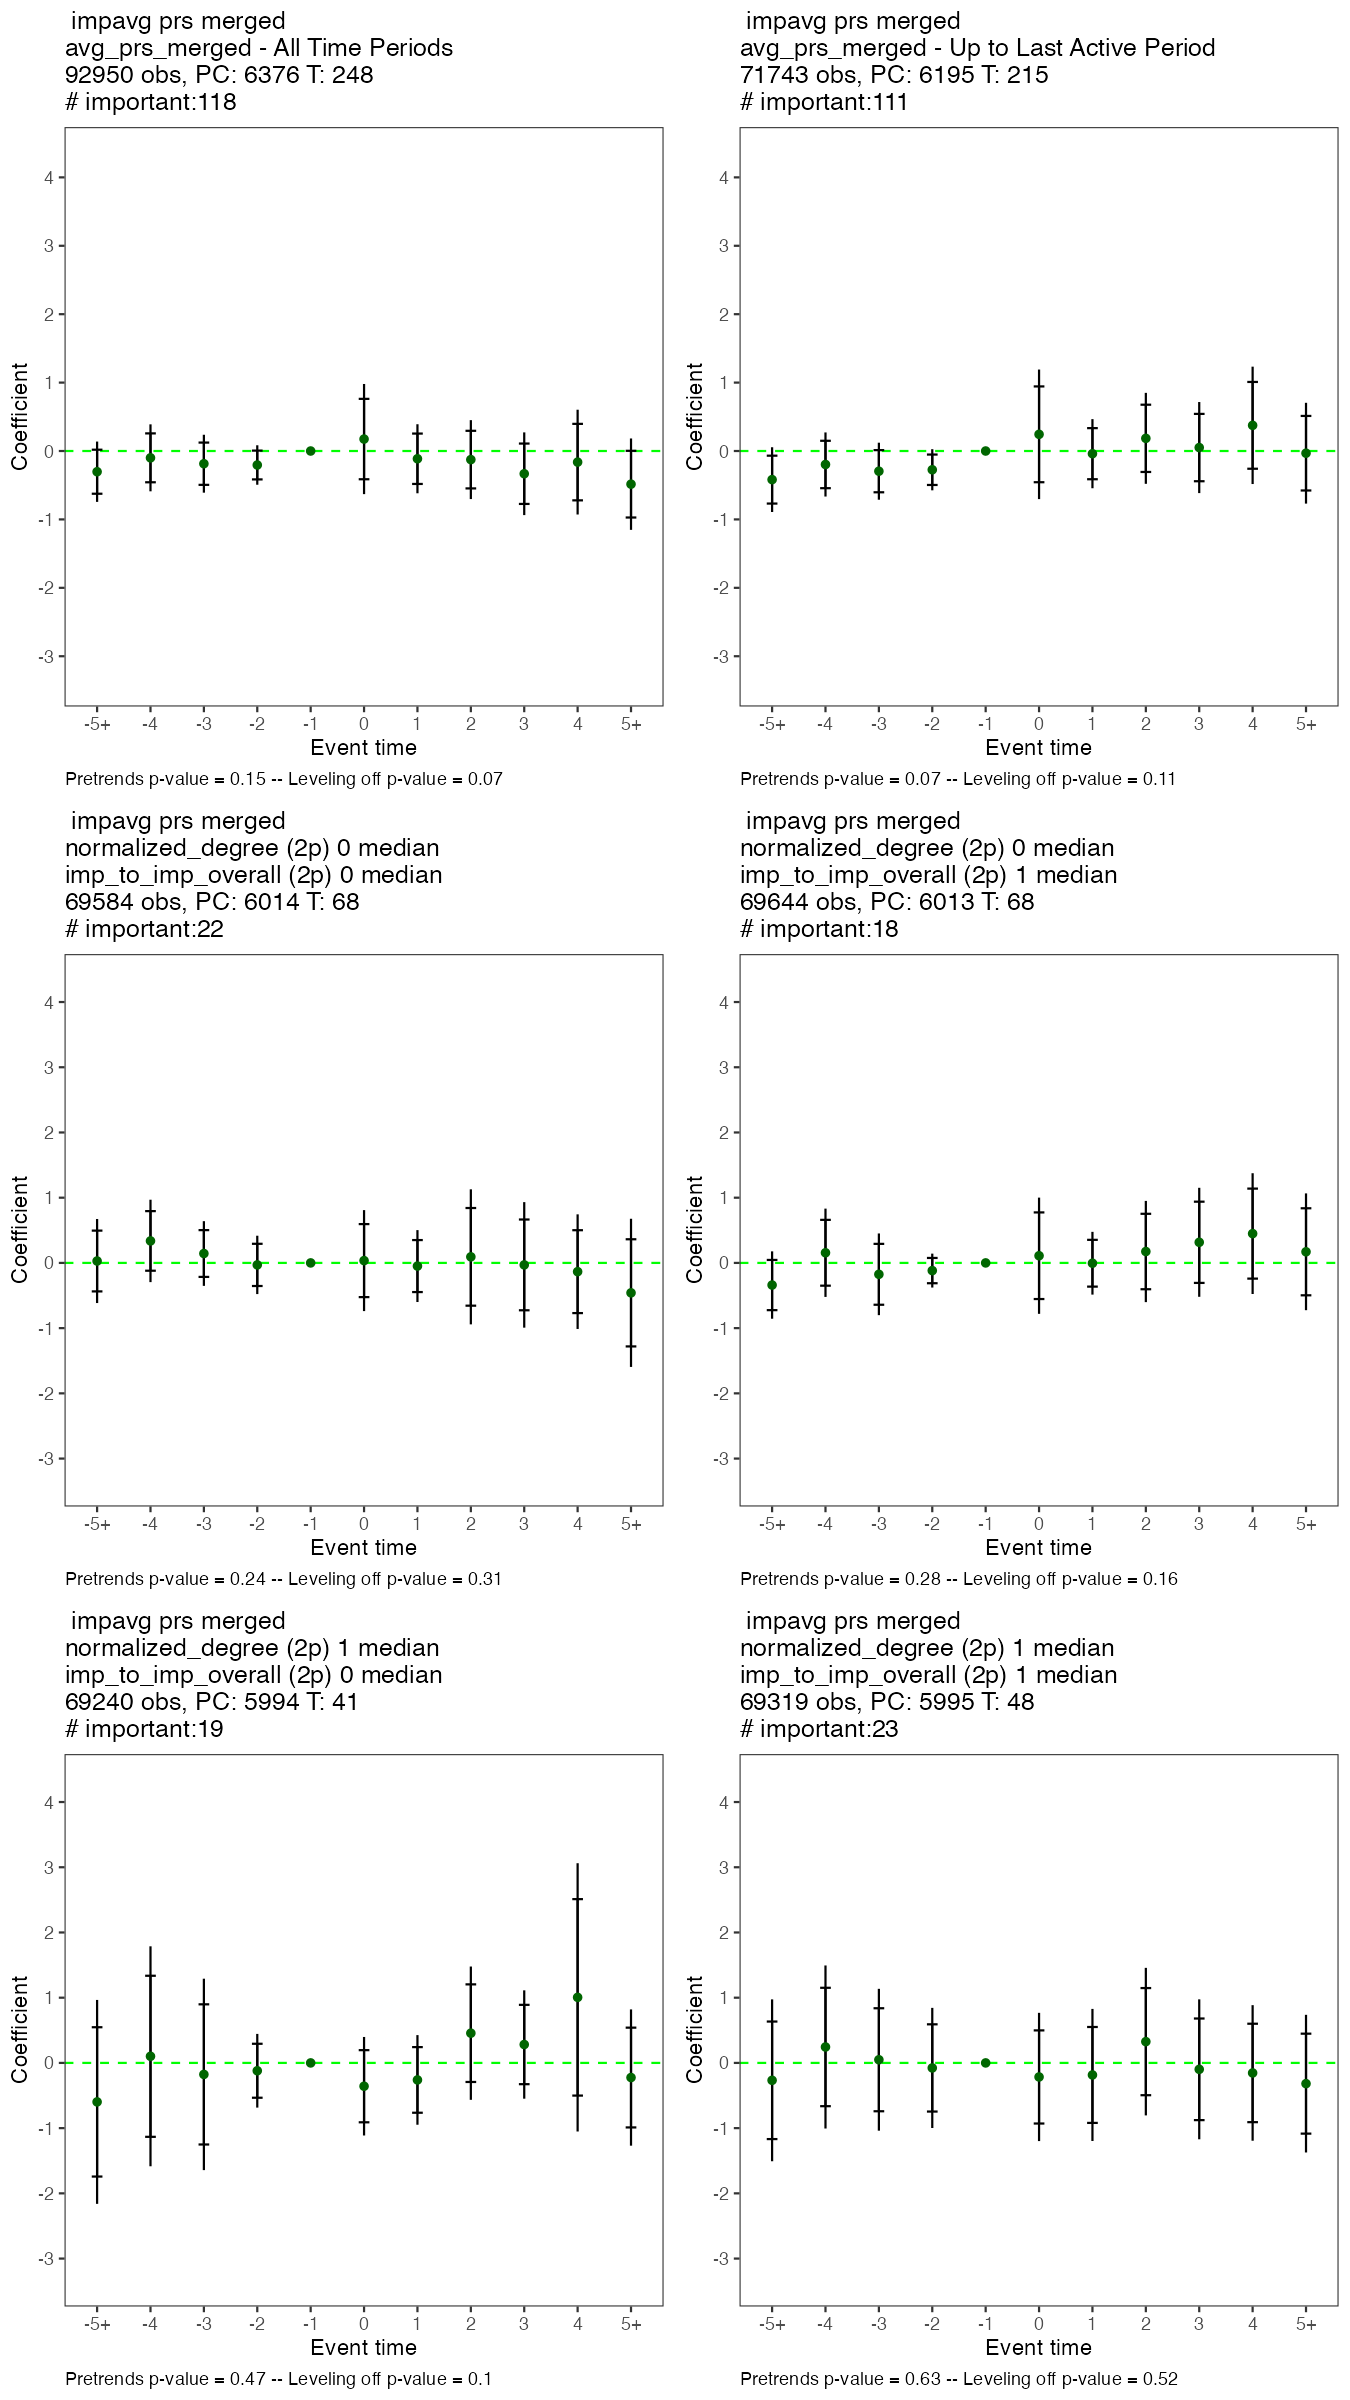 impavg prs merged
avg_prs_merged - All Time Periods
92950 obs, PC: 6376 T: 248
# important:118
4
3
2
1
0
-1
-2
-3
Coefficient
-5+ -4 -3 -2 -1 0 1 2 3 4 5+
Event time
Pretrends p-value = 0.15 -- Leveling off p-value = 0.07
impavg prs merged
avg_prs_merged - Up to Last Active Period
71743 obs, PC: 6195 T: 215
# important:111
4
3
2
1
0
-1
-2
-3
Coefficient
-5+ -4 -3 -2 -1 0 1 2 3 4 5+
Event time
Pretrends p-value = 0.07 -- Leveling off p-value = 0.11
impavg prs merged
normalized_degree (2p) 0 median
imp_to_imp_overall (2p) 0 median
69584 obs, PC: 6014 T: 68
# important:22
4
3
2
1
0
-1
-2
-3
Coefficient
-5+ -4 -3 -2 -1 0 1 2 3 4 5+
Event time
Pretrends p-value = 0.24 -- Leveling off p-value = 0.31
impavg prs merged
normalized_degree (2p) 0 median
imp_to_imp_overall (2p) 1 median
69644 obs, PC: 6013 T: 68
# important:18
4
3
2
1
0
-1
-2
-3
Coefficient
-5+ -4 -3 -2 -1 0 1 2 3 4 5+
Event time
Pretrends p-value = 0.28 -- Leveling off p-value = 0.16
impavg prs merged
normalized_degree (2p) 1 median
imp_to_imp_overall (2p) 0 median
69240 obs, PC: 5994 T: 41
# important:19
4
3
2
1
0
-1
-2
-3
Coefficient
-5+ -4 -3 -2 -1 0 1 2 3 4 5+
Event time
Pretrends p-value = 0.47 -- Leveling off p-value = 0.1
impavg prs merged
normalized_degree (2p) 1 median
imp_to_imp_overall (2p) 1 median
69319 obs, PC: 5995 T: 48
# important:23
4
3
2
1
0
-1
-2
-3
Coefficient
-5+ -4 -3 -2 -1 0 1 2 3 4 5+
Event time
Pretrends p-value = 0.63 -- Leveling off p-value = 0.52